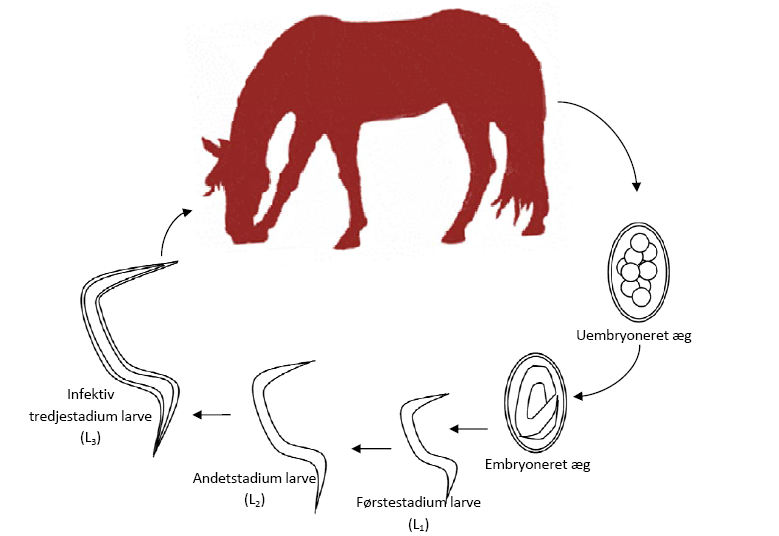 Uembryoneret æg
Embryoneret æg
Førstestadium larve
(L₁)
Andetstadium larve
(L₂)
Infektiv
tredjestadium larve
(L₃)